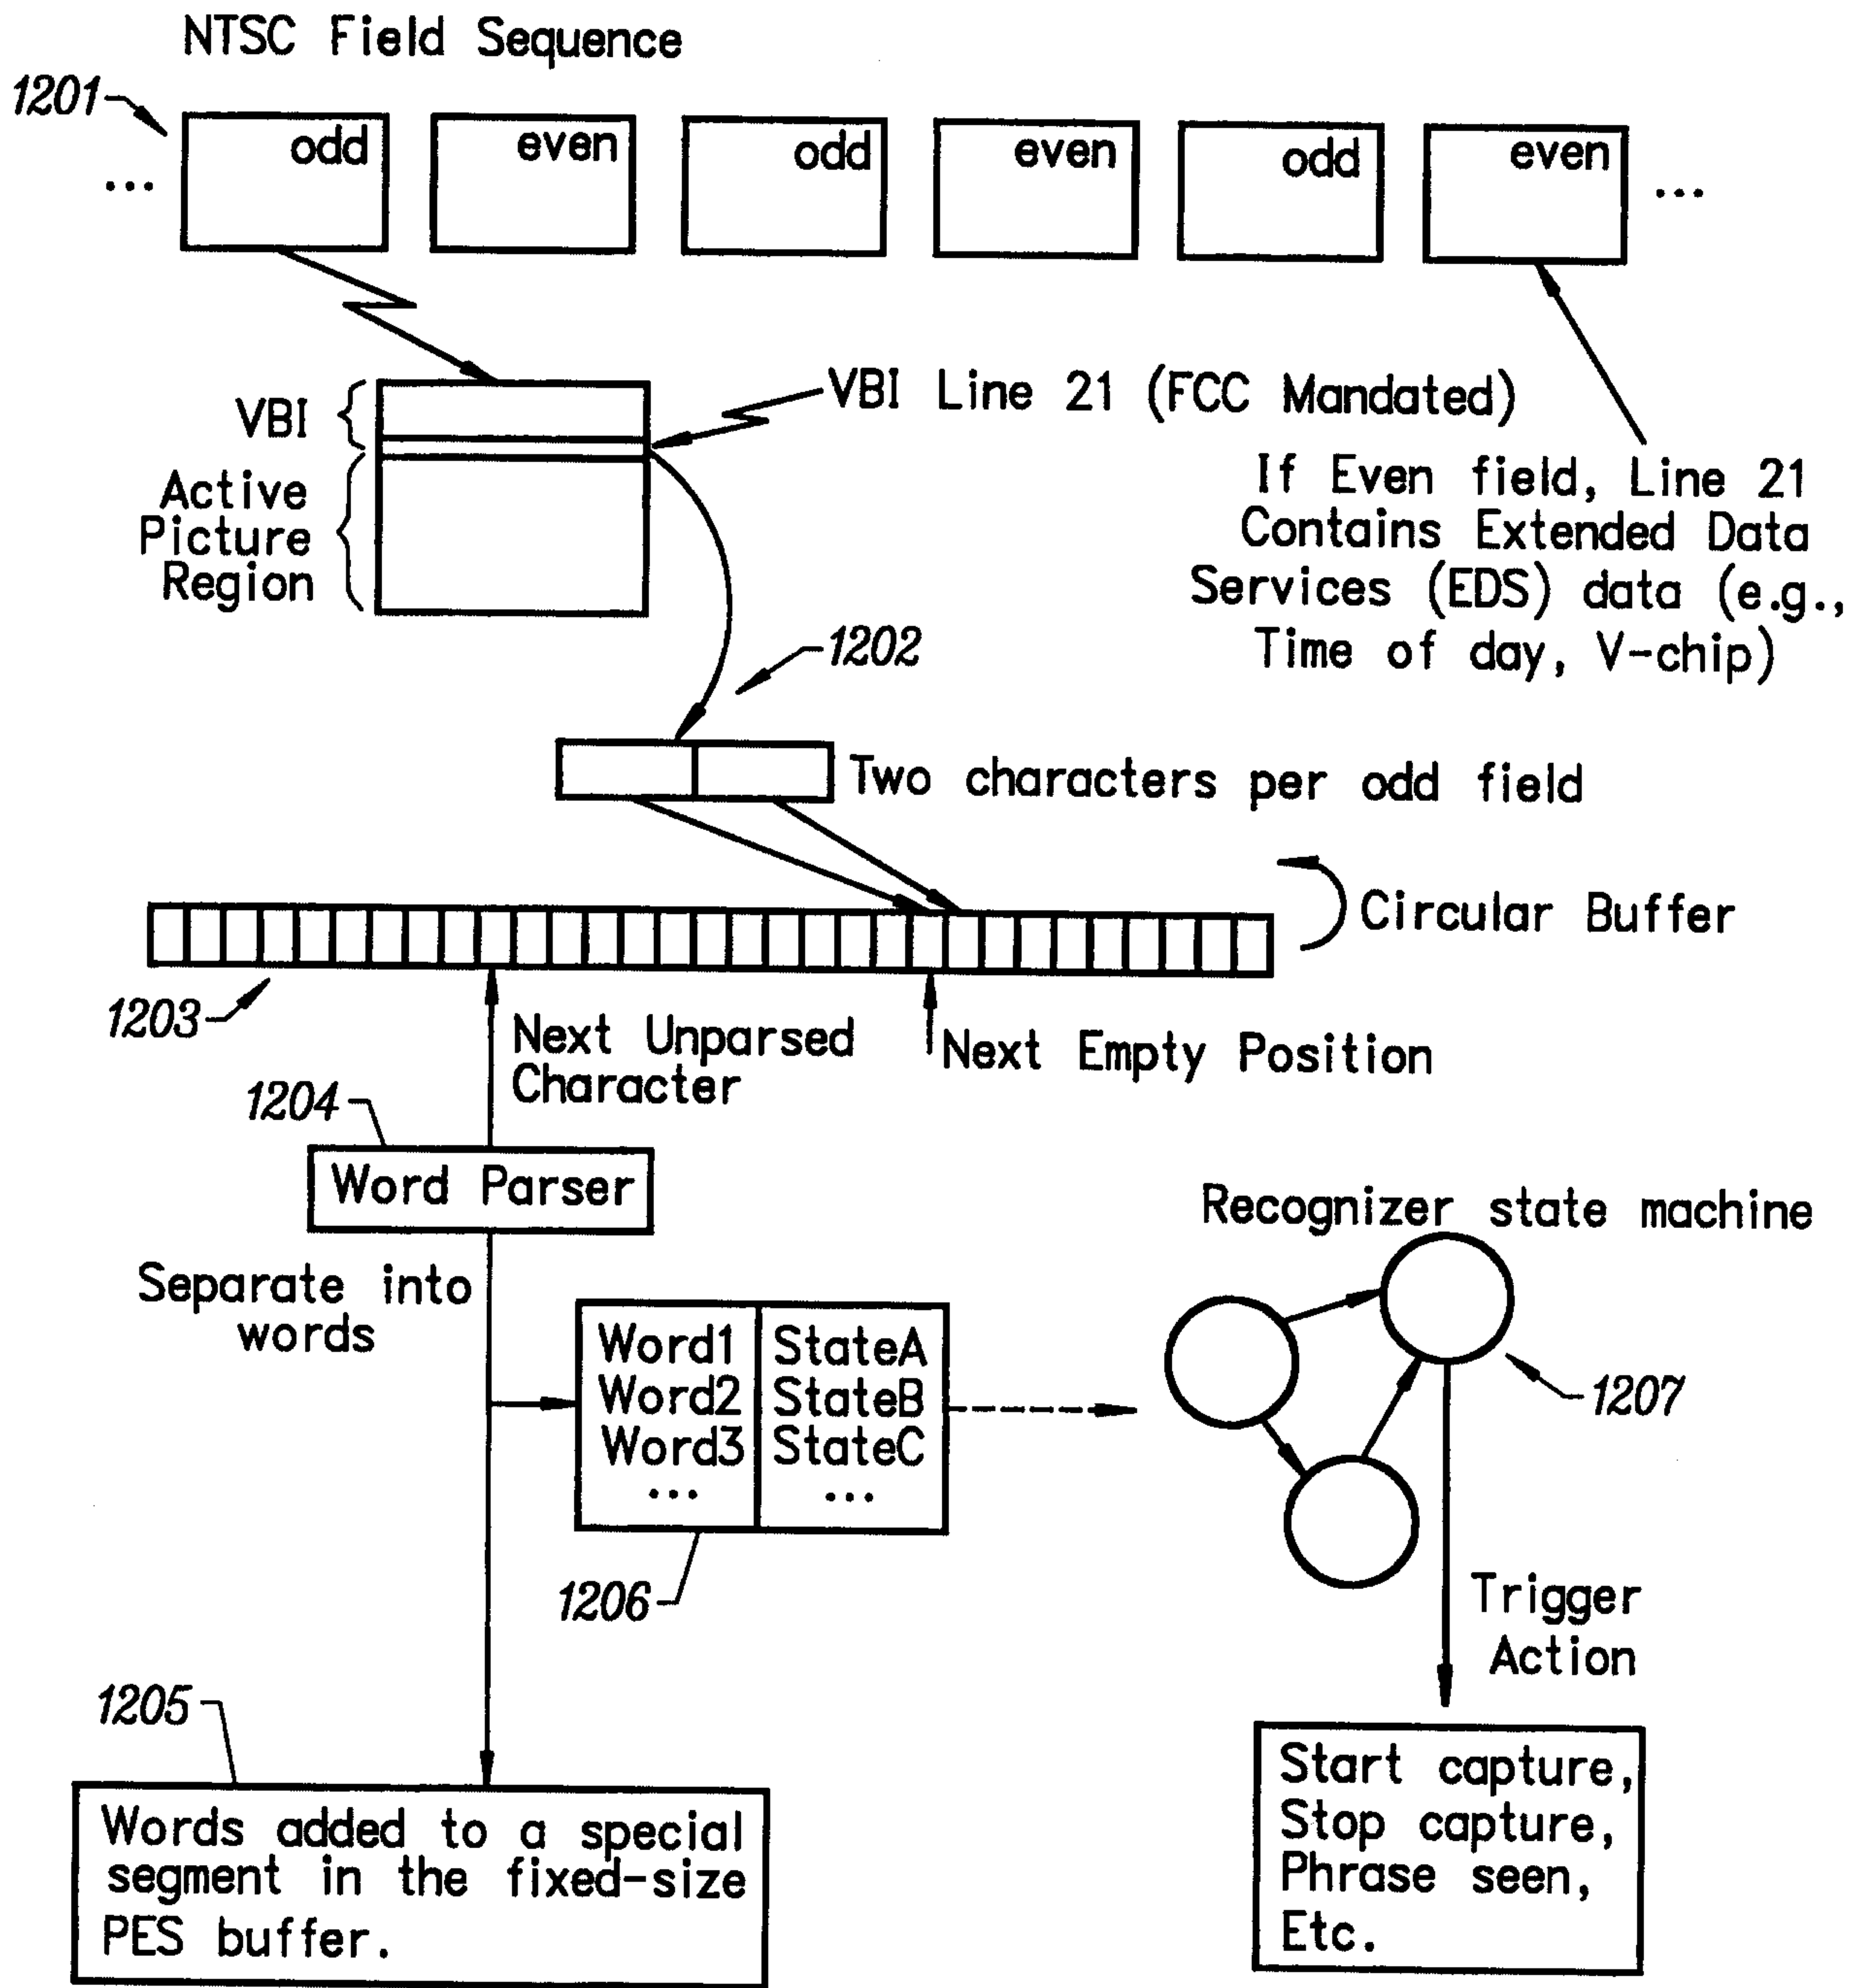 NTSC Field Sequence
1201
odd
even
odd
even
odd
even
...
...
VBI
VBI Line 21 (FCC Mandated)
Active
Picture
Region
If Even field, Line 21
Contains Extended Data
Services (EDS) data (e.g.,
Time of day, V-chip)
1202
Two characters per odd field
Circular Buffer
1203
Next Unparsed
Character
Next Empty Position
1204
Word Parser
Recognizer state machine
Separate into
words
Word1 StateA
Word2 StateB
Word3 StateC
... ...
1207
1206
Trigger
Action
1205
Words added to a special
segment in the fixed-size
PES buffer.
Start capture,
Stop capture,
Phrase seen,
Etc.